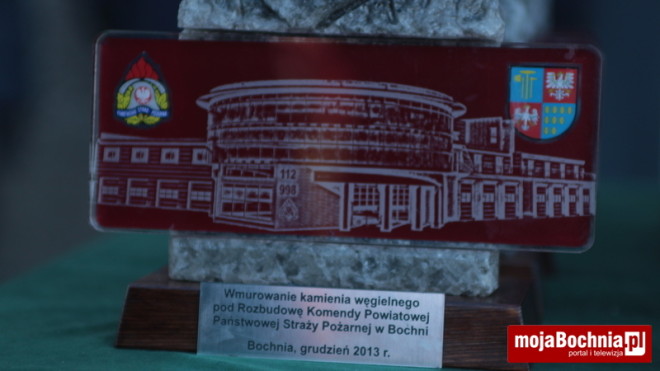 112
998
Wmurowanie kamienia węgielnego
pod Rozbudowę Komendy Powiatowej
Państwowej Straży Pożarnej w Bochni
Bochnia, grudzień 2013 r.
mojaBochnia.pl
portal i telewizja